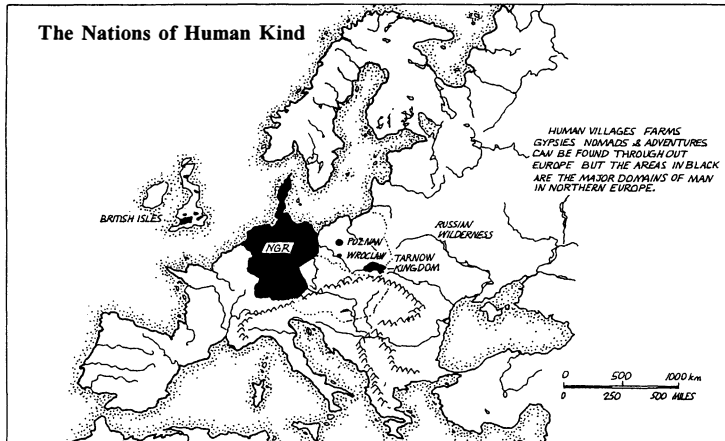 The Nations of Human Kind
HUMAN VILLAGES FARMS
GYPSIES NOMADS & ADVENTURES
CAN BE FOUND THROUGH OUT
EUROPE BUT THE AREAS IN BLACK
ARE THE MAJOR DOMAINS OF MAN
IN NORTHERN EUROPE.
BRITISH ISLES
NGR
POZNAN
WROCLAW
TARNOW
KINGDOM
RUSSIAN
WILDERNESS
0 500 1000 km
0 250 500 MILES